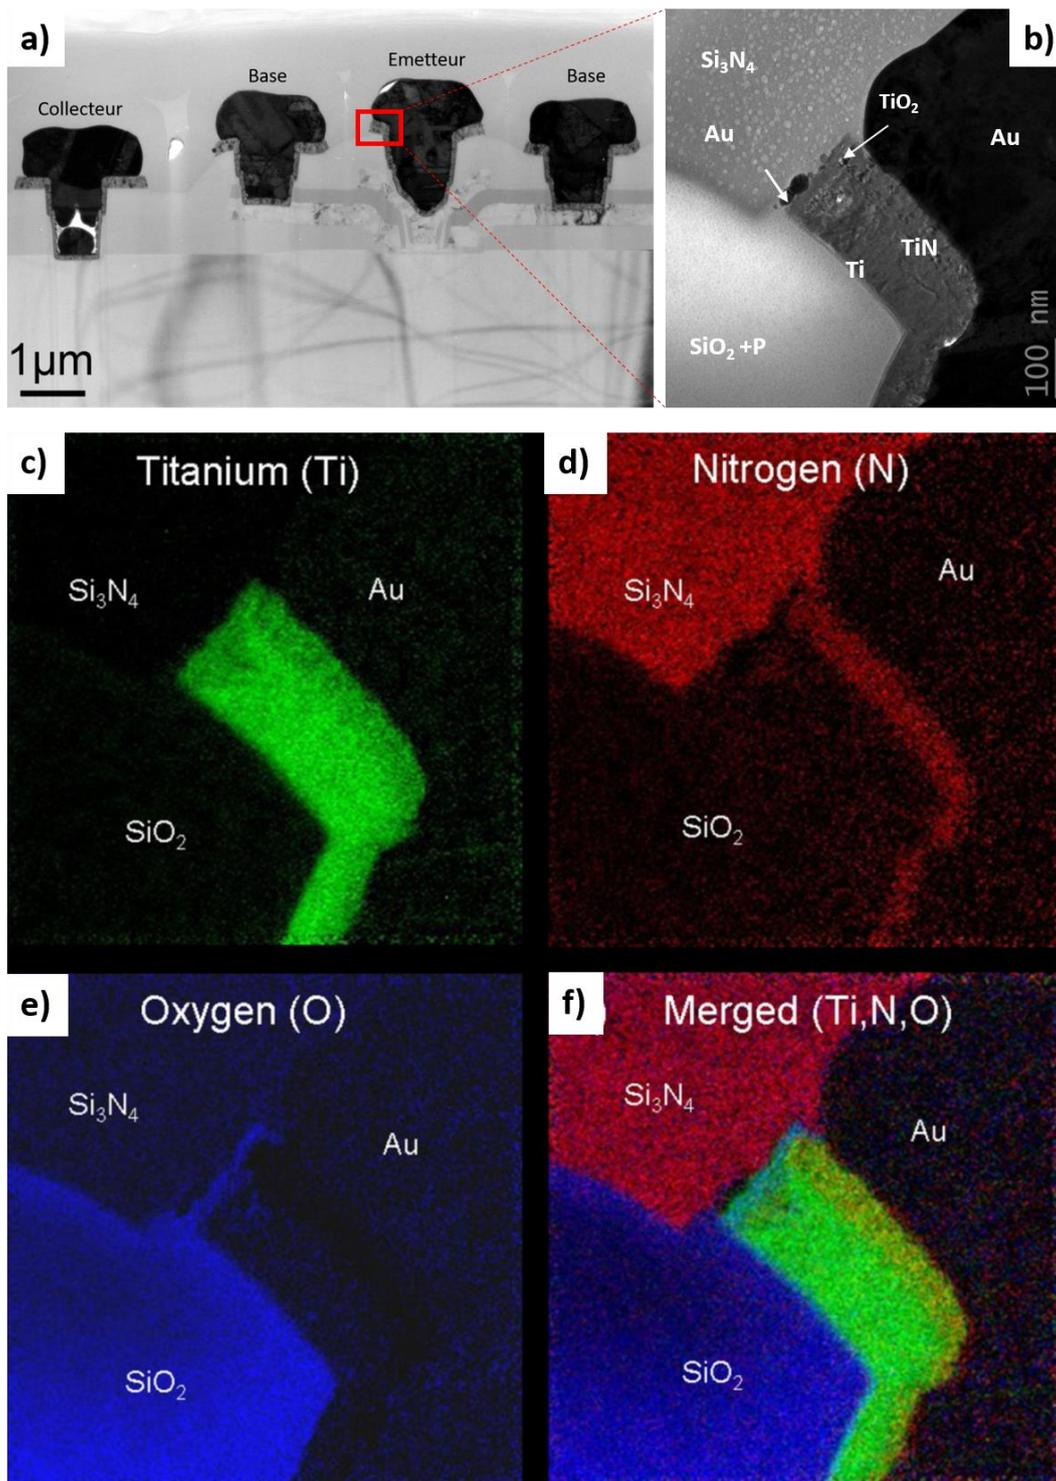 a)
Collecteur
Base
Emetteur
Base
1µm
b)
Si₃N₄
Au
TiO₂
Au
TiN
Ti
SiO₂ +P
100 nm
c)
Titanium (Ti)
Si₃N₄
Au
SiO₂
d)
Nitrogen (N)
Si₃N₄
Au
SiO₂
e)
Oxygen (O)
Si₃N₄
Au
SiO₂
f)
Merged (Ti,N,O)
Si₃N₄
Au
SiO₂